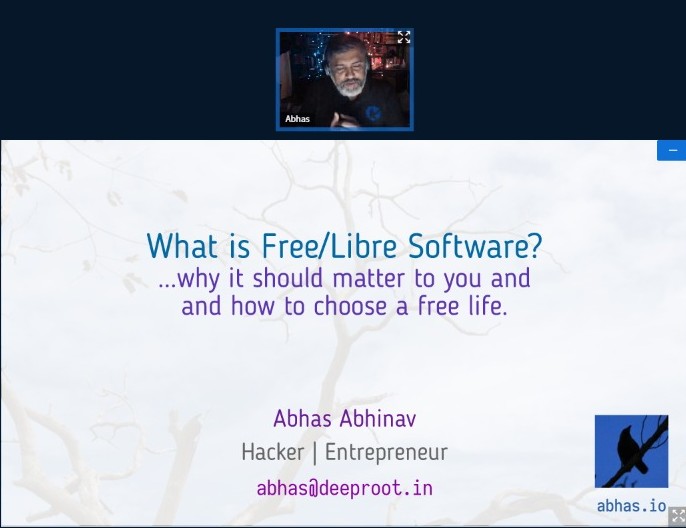 Abhas
What is Free/Libre Software?
...why it should matter to you and
and how to choose a free life.
Abhas Abhinav
Hacker | Entrepreneur
abhas@deeproot.in
abhas.io